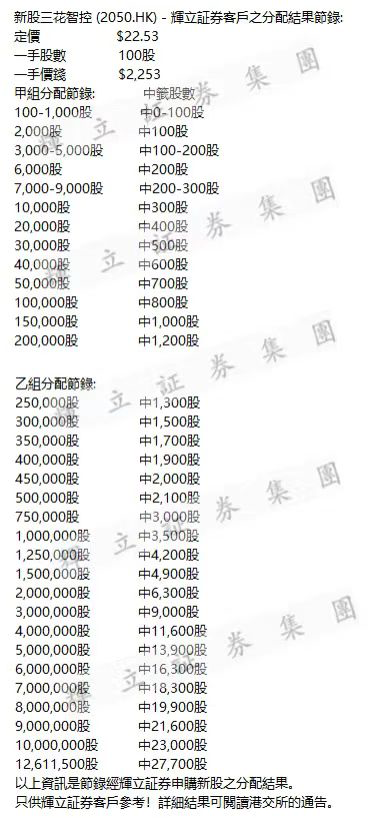 新股三花智控 (2050.HK) - 輝立証券客戶之分配結果節錄:
定價 $22.53
一手股數 100股
一手價錢 $2,253
甲組分配節錄: 中籤股數
100-1,000股 中0-100股
2,000股 中100股
3,000-5,000股 中100-200股
6,000股 中200股
7,000-9,000股 中200-300股
10,000股 中300股
20,000股 中400股
30,000股 中500股
40,000股 中600股
50,000股 中700股
100,000股 中800股
150,000股 中1,000股
200,000股 中1,200股
乙組分配節錄:
250,000股 中1,300股
300,000股 中1,500股
350,000股 中1,700股
400,000股 中1,900股
450,000股 中2,000股
500,000股 中2,100股
750,000股 中3,000股
1,000,000股 中3,500股
1,250,000股 中4,200股
1,500,000股 中4,900股
2,000,000股 中6,300股
3,000,000股 中9,000股
4,000,000股 中11,600股
5,000,000股 中13,900股
6,000,000股 中16,300股
7,000,000股 中18,300股
8,000,000股 中19,900股
9,000,000股 中21,600股
10,000,000股 中23,000股
12,611,500股 中27,700股
以上資訊是節錄經輝立証券申購新股之分配結果。
只供輝立証券客戶參考！詳細結果可閱讀港交所的通告。
輝立証券集團
輝立証券集團
輝立証券集團
輝立証券集團
輝立証券集團